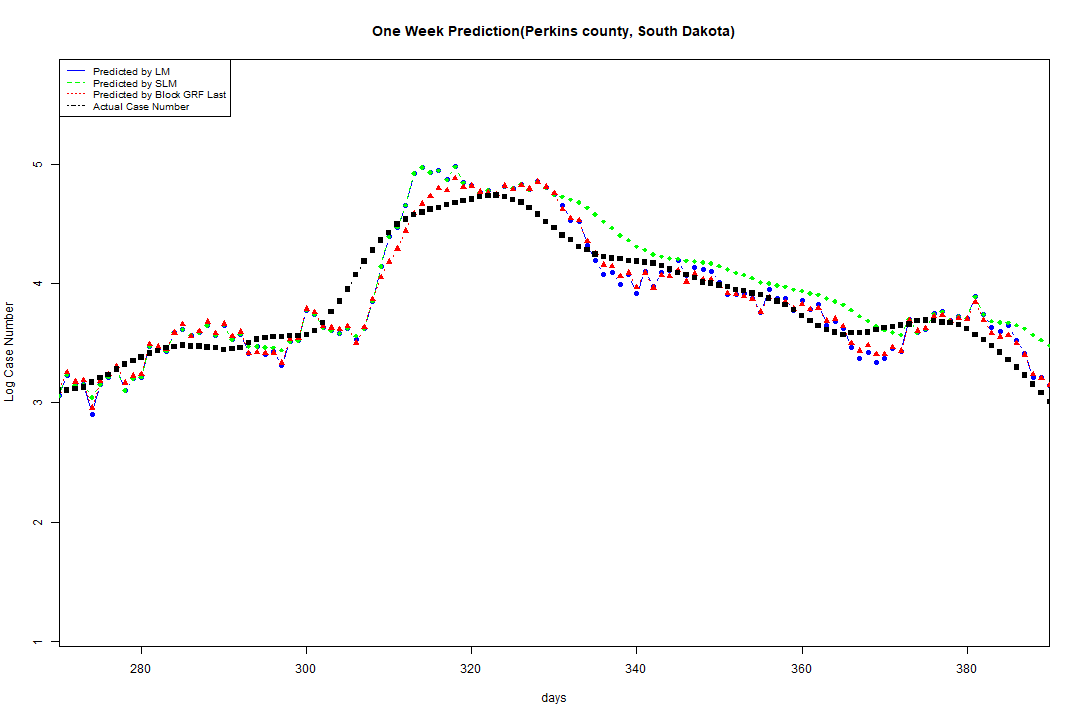 One Week Prediction(Perkins county, South Dakota)
Predicted by LM
Predicted by SLM
Predicted by Block GRF Last
Actual Case Number
5
4
3
2
1
Log Case Number
280 300 320 340 360 380
days